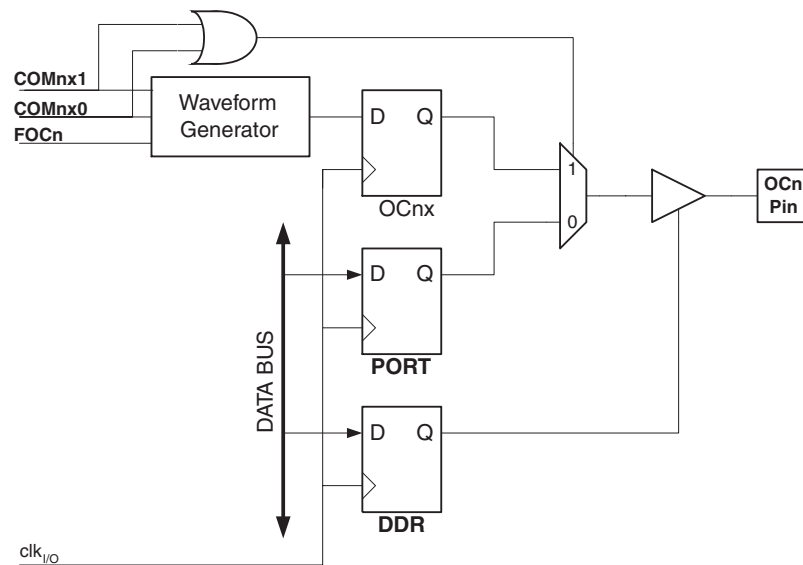 COMnx1
COMnx0
FOCn
Waveform
Generator
D Q
OCnx
1
0
OCn
Pin
D Q
PORT
D Q
DDR
DATA BUS
clkI/O